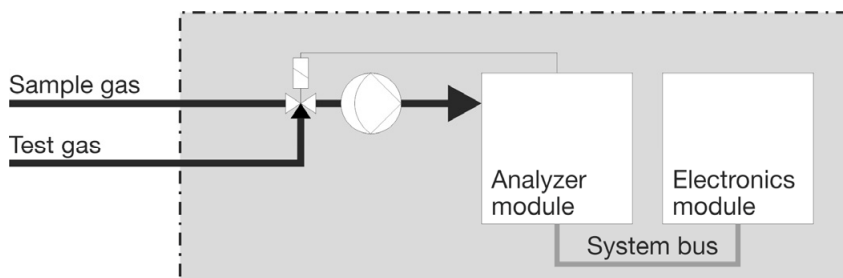 Sample gas
Test gas
Analyzer
module
Electronics
module
System bus